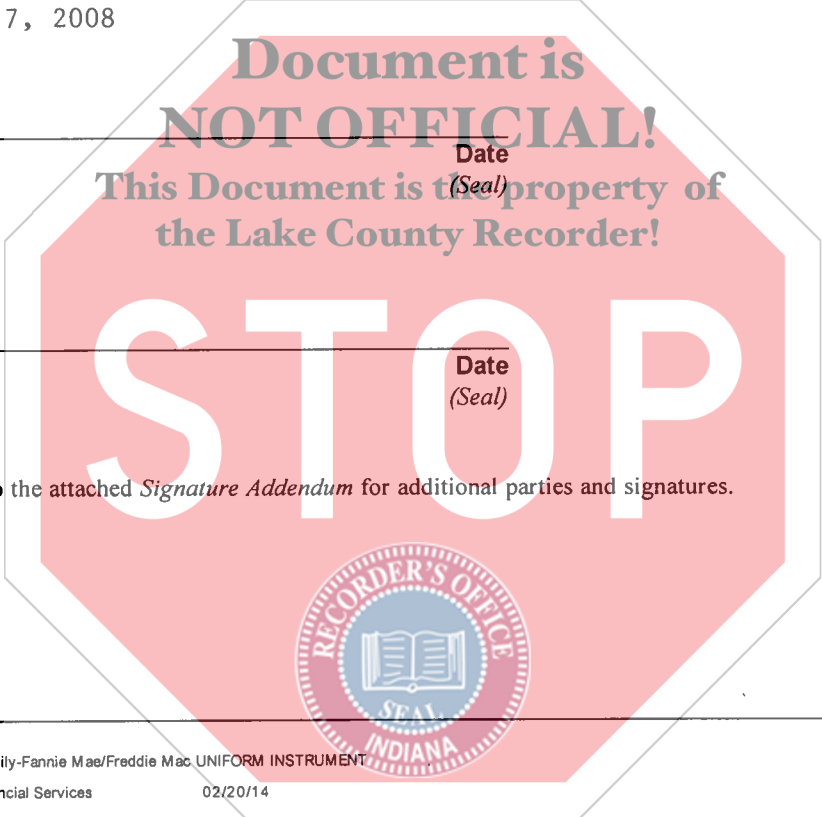 7, 2008
Document is
NOT OFFICIAL!
Date
This Document is the property of
(Seal)
the Lake County Recorder!
STOP
Date
(Seal)
the attached Signature Addendum for additional parties and signatures.
RECORDER'S OFFICE
SEAL
INDIANA
ily-Fannie Mae/Freddie Mac UNIFORM INSTRUMENT
ncial Services 02/20/14